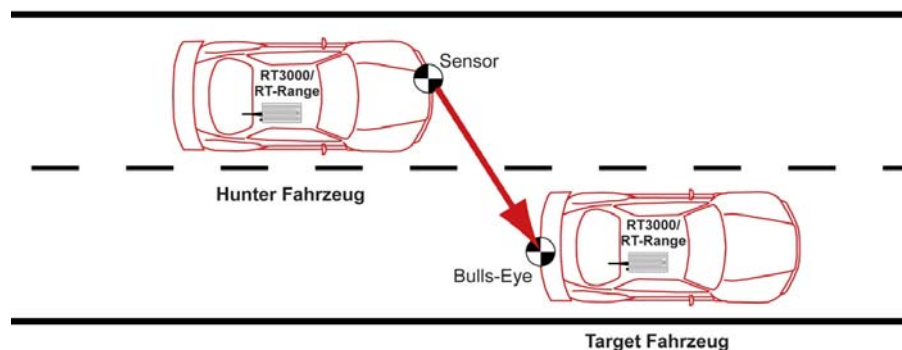 Sensor
RT3000/
RT-Range
Hunter Fahrzeug
RT3000/
RT-Range
Bulls-Eye
Target Fahrzeug